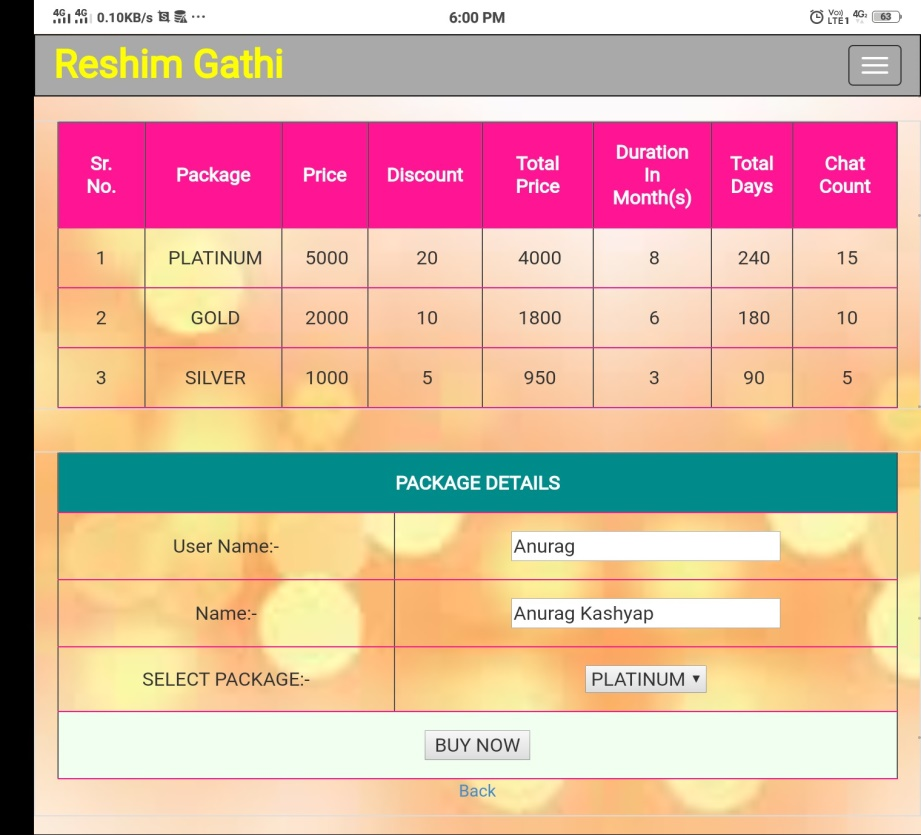 4G 4G 0.10KB/s ... 6:00 PM Vo) LTE1 4G2 63
Reshim Gathi
Sr. No. Package Price Discount Total Price Duration In Month(s) Total Days Chat Count
1 PLATINUM 5000 20 4000 8 240 15
2 GOLD 2000 10 1800 6 180 10
3 SILVER 1000 5 950 3 90 5
PACKAGE DETAILS
User Name:- Anurag
Name:- Anurag Kashyap
SELECT PACKAGE:- PLATINUM
BUY NOW
Back